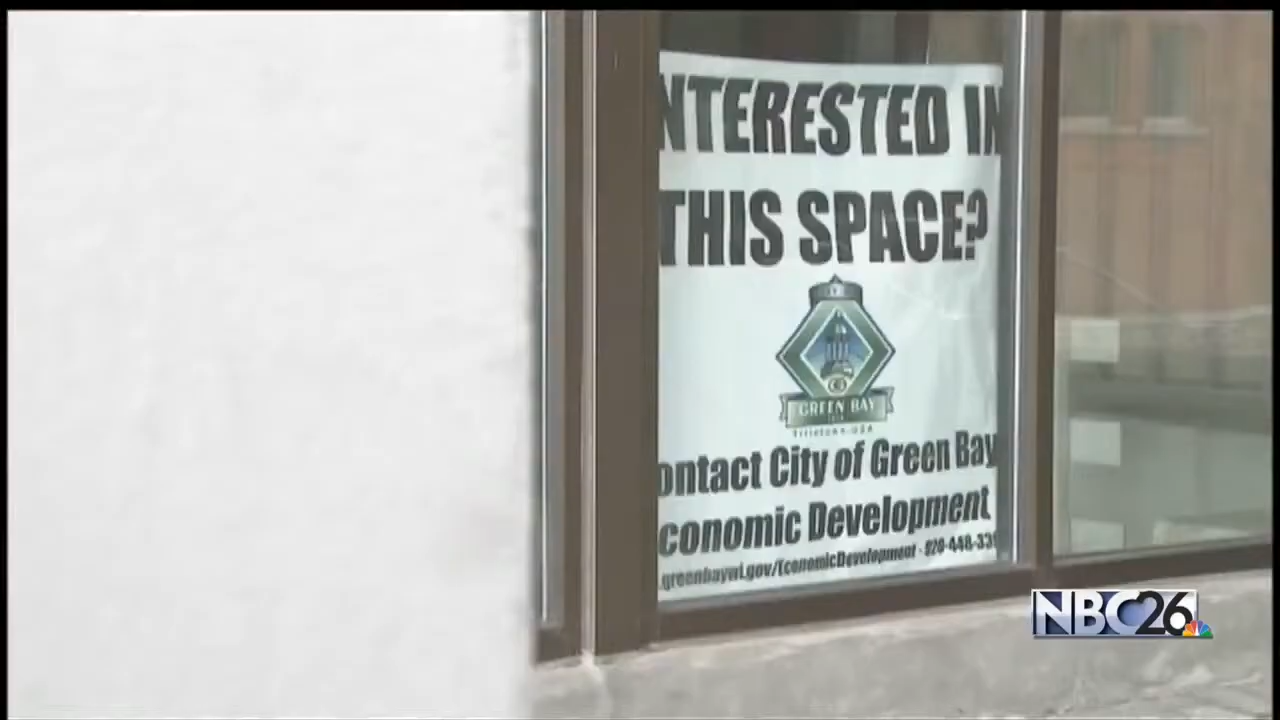 NTERESTED IN
THIS SPACE?
GREEN BAY
ontact City of Green Bay
conomic Development
.greenbaywi.gov/EconomicDevelopment - 920-448-339
NBC26